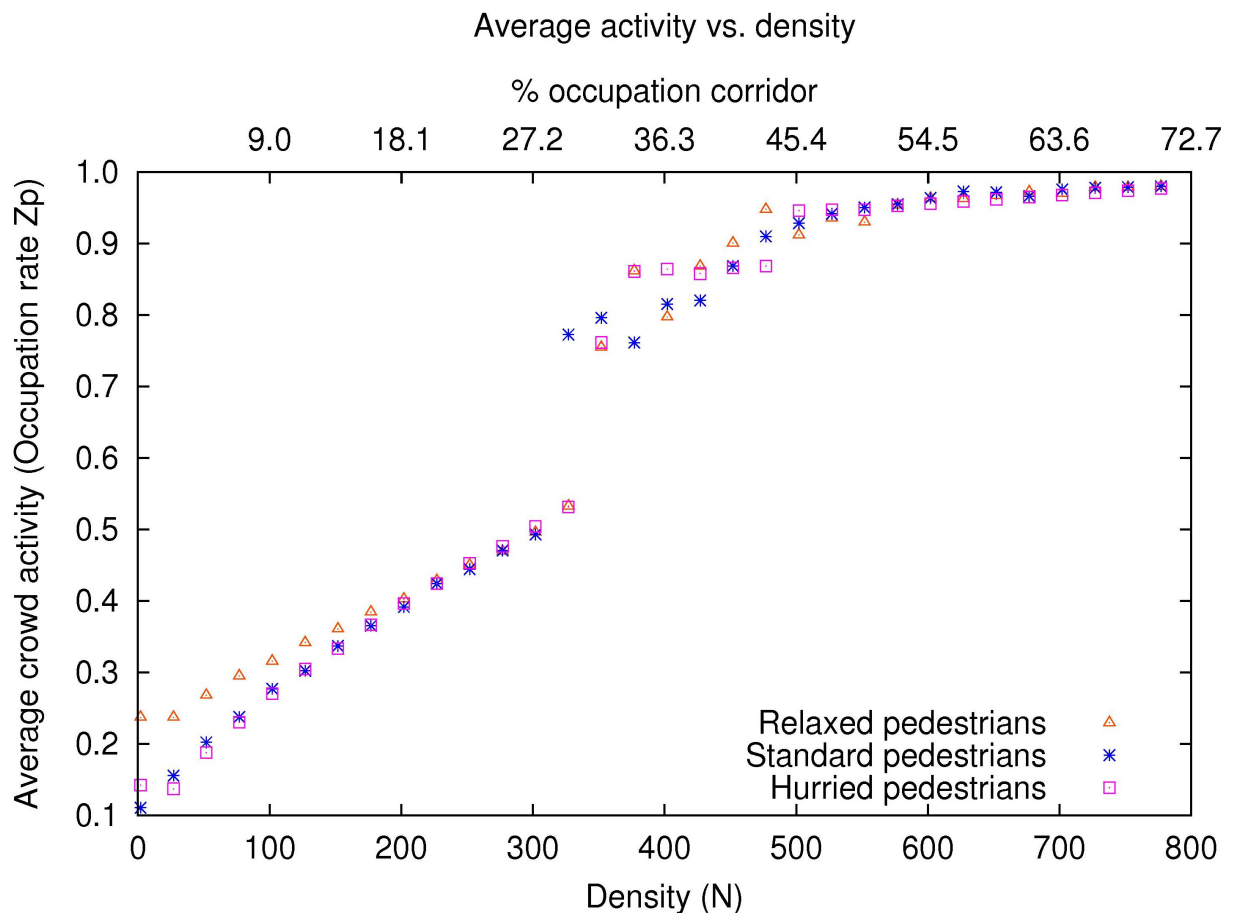 Average activity vs. density
% occupation corridor
9.0 18.1 27.2 36.3 45.4 54.5 63.6 72.7
Average crowd activity (Occupation rate Zp)
1.0
0.9
0.8
0.7
0.6
0.5
0.4
0.3
0.2
0.1
Relaxed pedestrians
Standard pedestrians
Hurried pedestrians
0 100 200 300 400 500 600 700 800
Density (N)